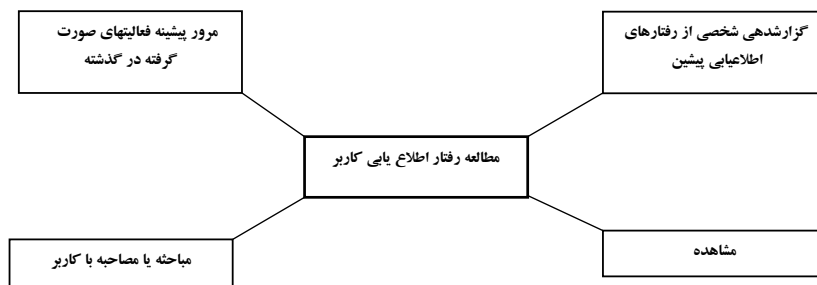 گزارشدهی شخصی از رفتارهای
اطلاعیابی پیشین
مرور پیشینه فعالیتهای صورت
گرفته در گذشته
مطالعه رفتار اطلاع یابی کاربر
مشاهده
مباحثه یا مصاحبه با کاربر